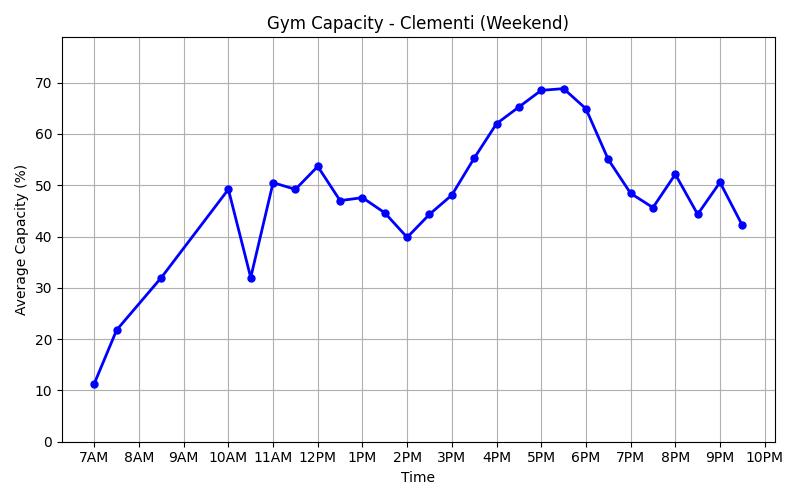 Gym Capacity - Clementi (Weekend)
Average Capacity (%)
70
60
50
40
30
20
10
0
7AM 8AM 9AM 10AM 11AM 12PM 1PM 2PM 3PM 4PM 5PM 6PM 7PM 8PM 9PM 10PM
Time